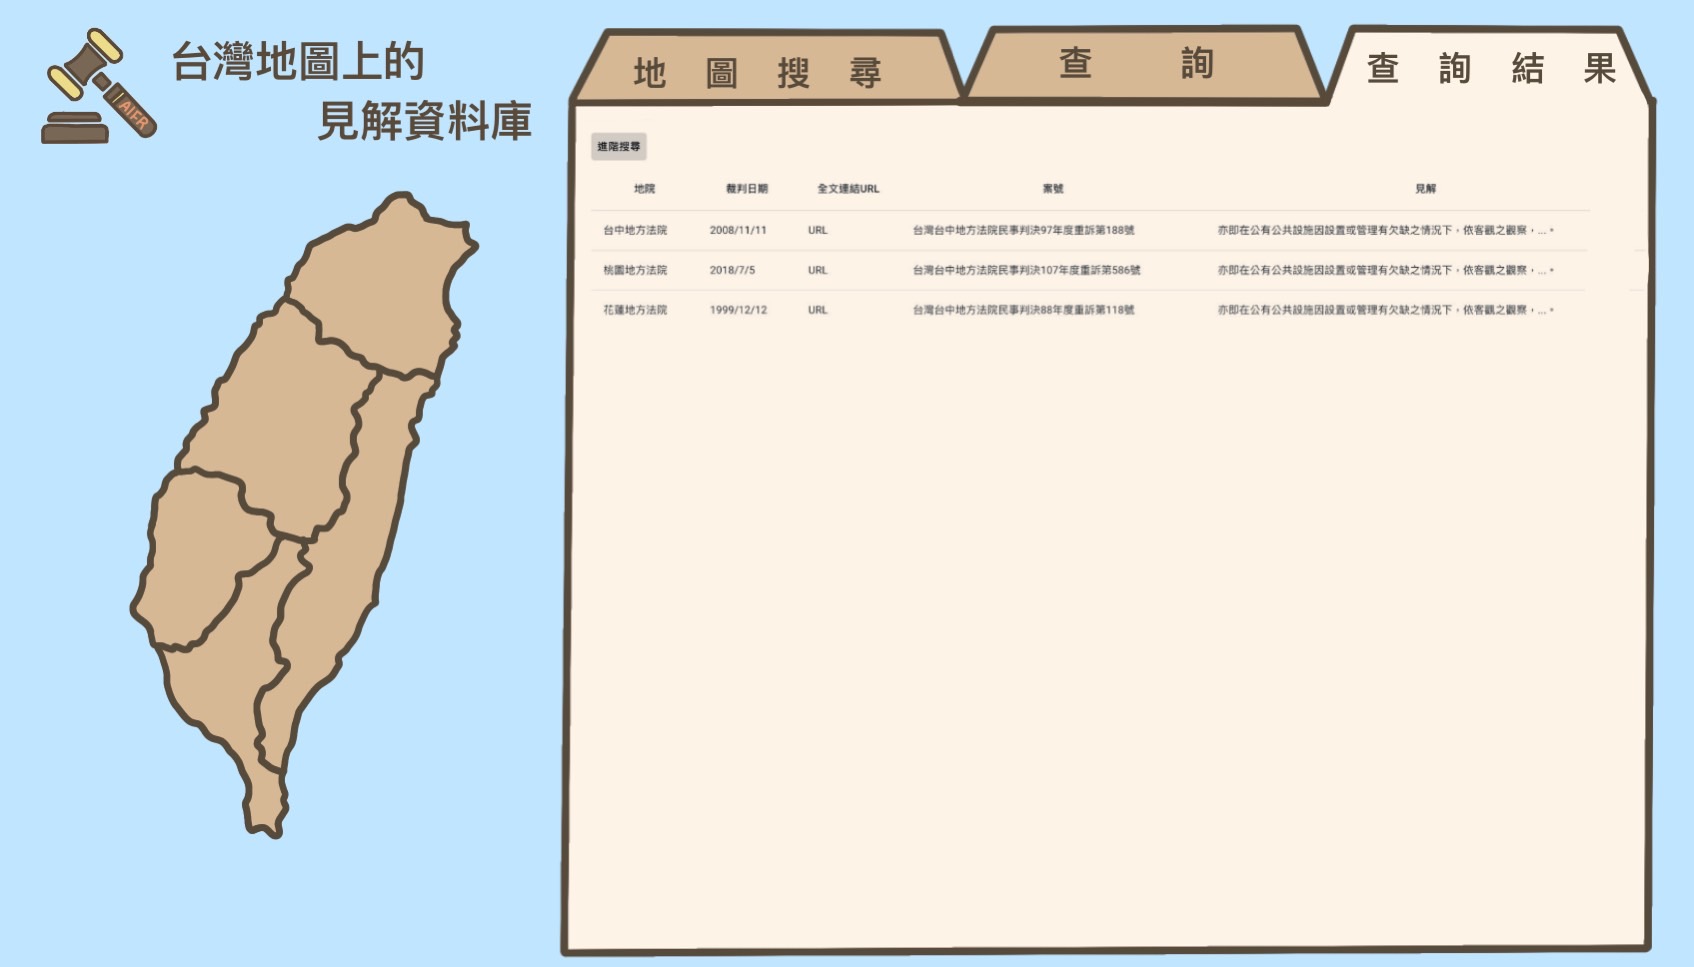 台灣地圖上的
見解資料庫
AIFR
地圖搜尋
查詢
查詢結果
進階搜尋
地院 裁判日期 全文連結URL 案號 見解
台中地方法院 2008/11/11 URL 台灣台中地方法院民事判決97年度重訴第188號 亦即在公有公共設施因設置或管理有欠缺之情況下，依客觀之觀察，...。
桃園地方法院 2018/7/5 URL 台灣台中地方法院民事判決107年度重訴第586號 亦即在公有公共設施因設置或管理有欠缺之情況下，依客觀之觀察，...。
花蓮地方法院 1999/12/12 URL 台灣台中地方法院民事判決88年度重訴第118號 亦即在公有公共設施因設置或管理有欠缺之情況下，依客觀之觀察，...。